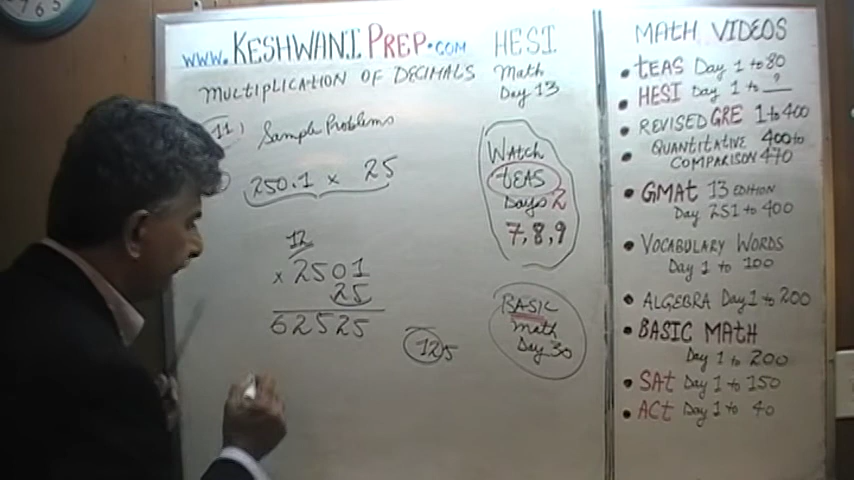 www.KESHWANIPREP.COM
HESI
Math
Day 13
MULTIPLICATION OF DECIMALS
11) Sample Problems
250.1 × 25
12
× 2501
25
62525
125
WAtCH
tEAS
Days 2
7,8,9
BASIC
math
Day 30
MATH VIDEOS
• tEAS Day 1 to 80
• HESI Day 1 to ?
• REVISED GRE 1 to 400
• QUANTITATIVE 400 to
COMPARISON 470
• GMAt 13 EDITION
Day 251 to 400
• VOCABULARY WORDS
Day 1 to 100
• ALGEBRA Day 1 to 200
• BASIC MATH
Day 1 to 200
• SAt Day 1 to 150
• ACt Day 1 to 40
7 6 5